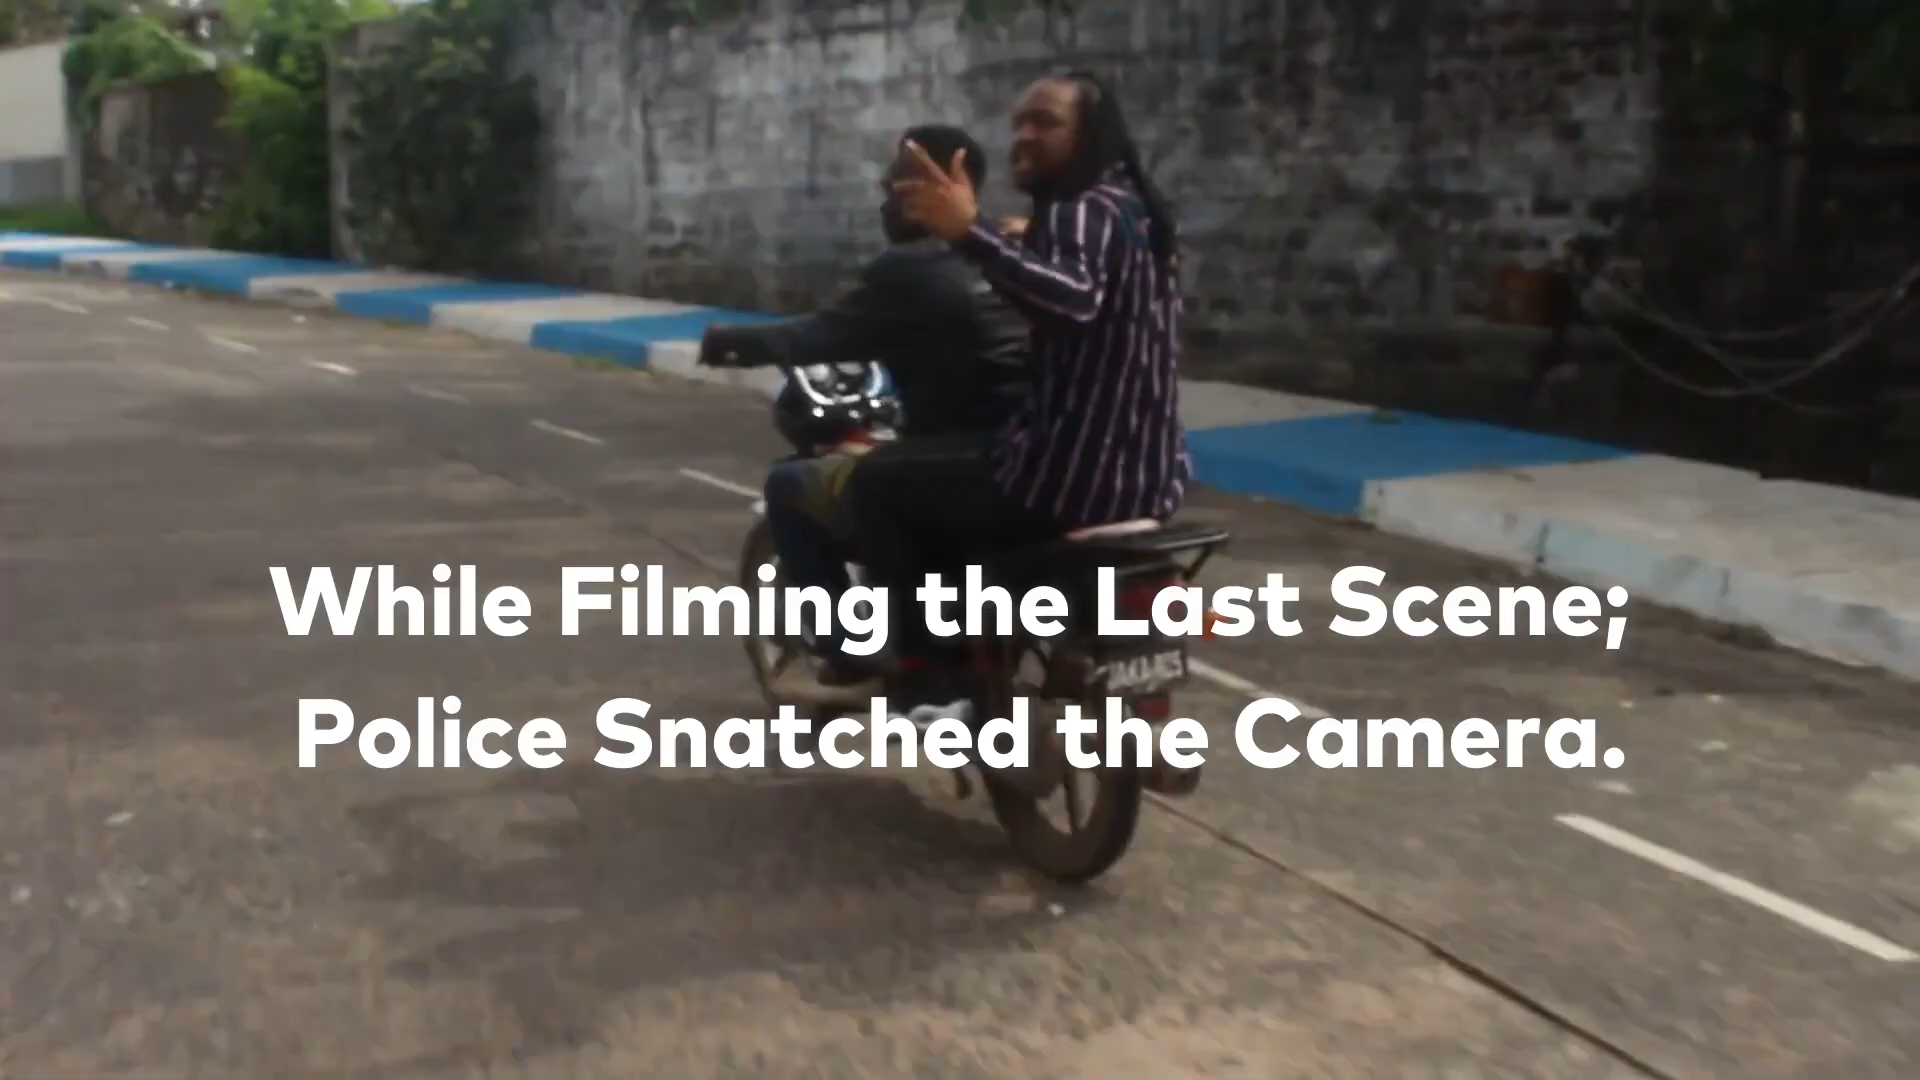 While Filming the Last Scene;
Police Snatched the Camera.